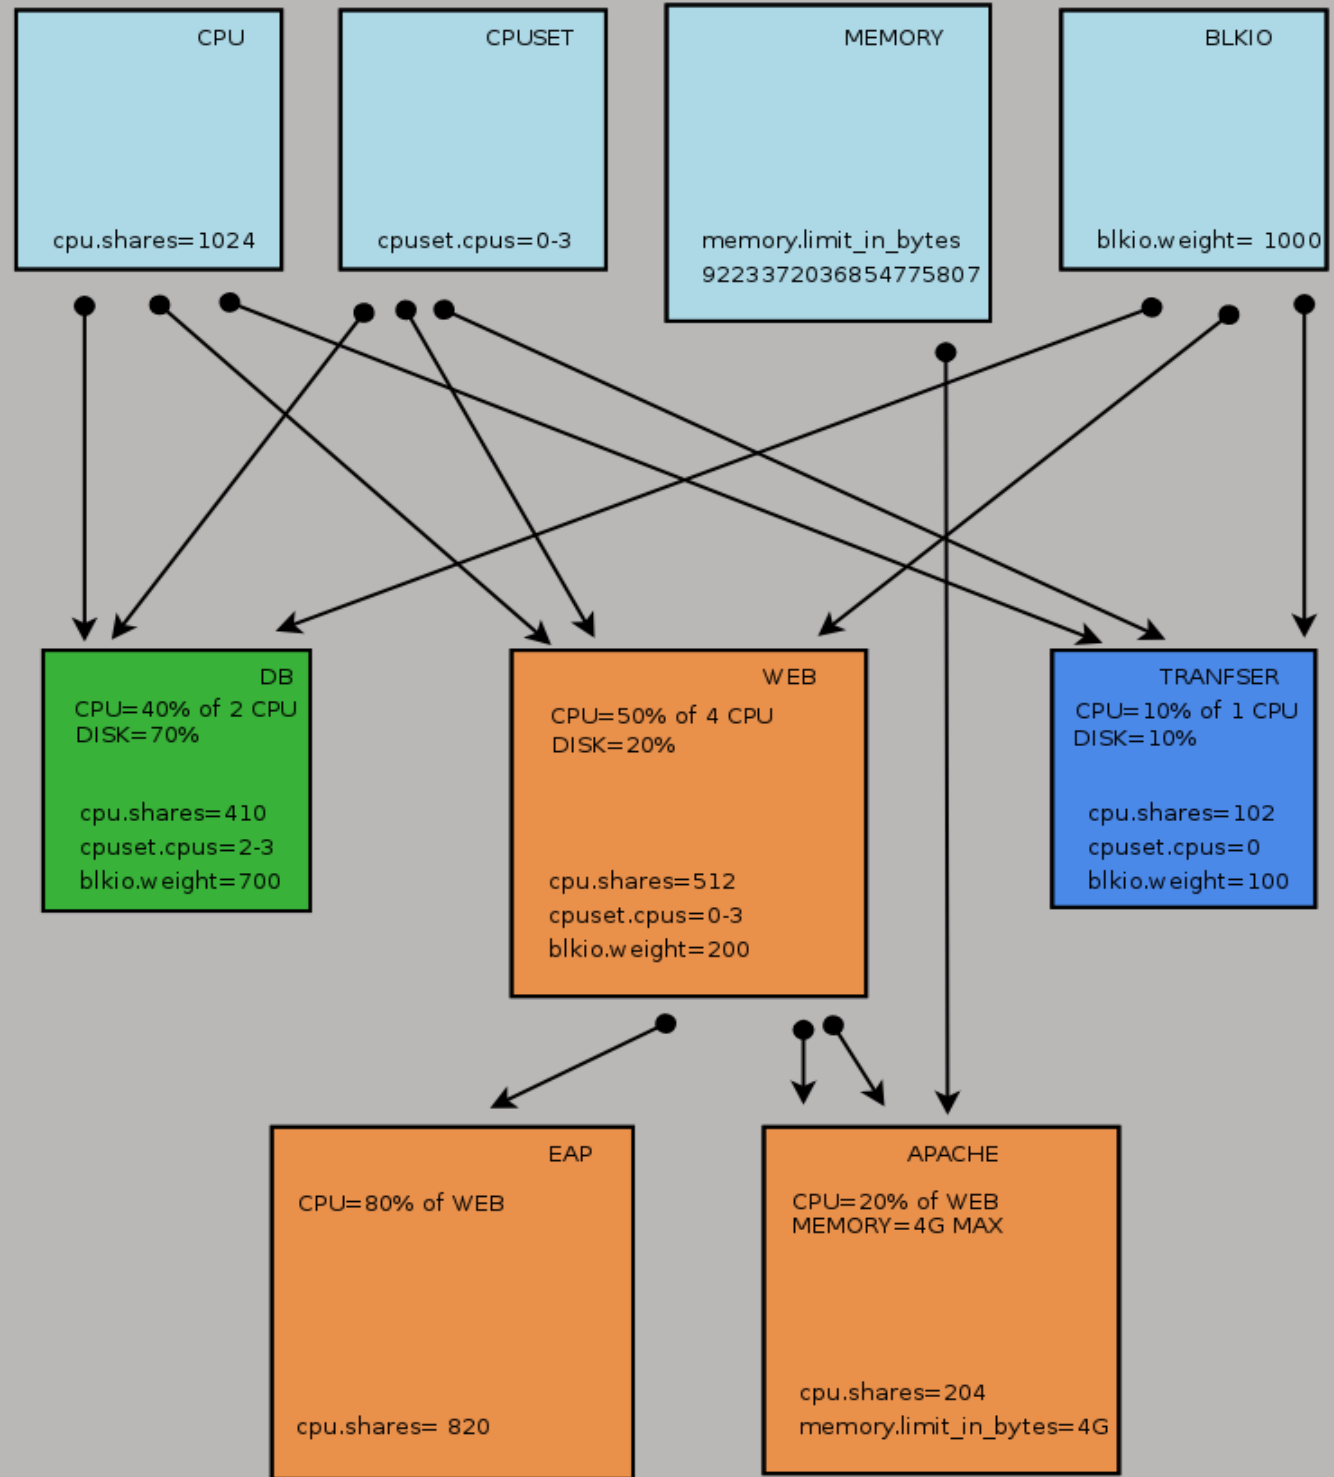 CPU
cpu.shares=1024
CPUSET
cpuset.cpus=0-3
MEMORY
memory.limit_in_bytes
9223372036854775807
BLKIO
blkio.weight= 1000
DB
CPU=40% of 2 CPU
DISK=70%
cpu.shares=410
cpuset.cpus=2-3
blkio.weight=700
WEB
CPU=50% of 4 CPU
DISK=20%
cpu.shares=512
cpuset.cpus=0-3
blkio.weight=200
TRANFSER
CPU=10% of 1 CPU
DISK=10%
cpu.shares=102
cpuset.cpus=0
blkio.weight=100
EAP
CPU=80% of WEB
cpu.shares= 820
APACHE
CPU=20% of WEB
MEMORY=4G MAX
cpu.shares=204
memory.limit_in_bytes=4G